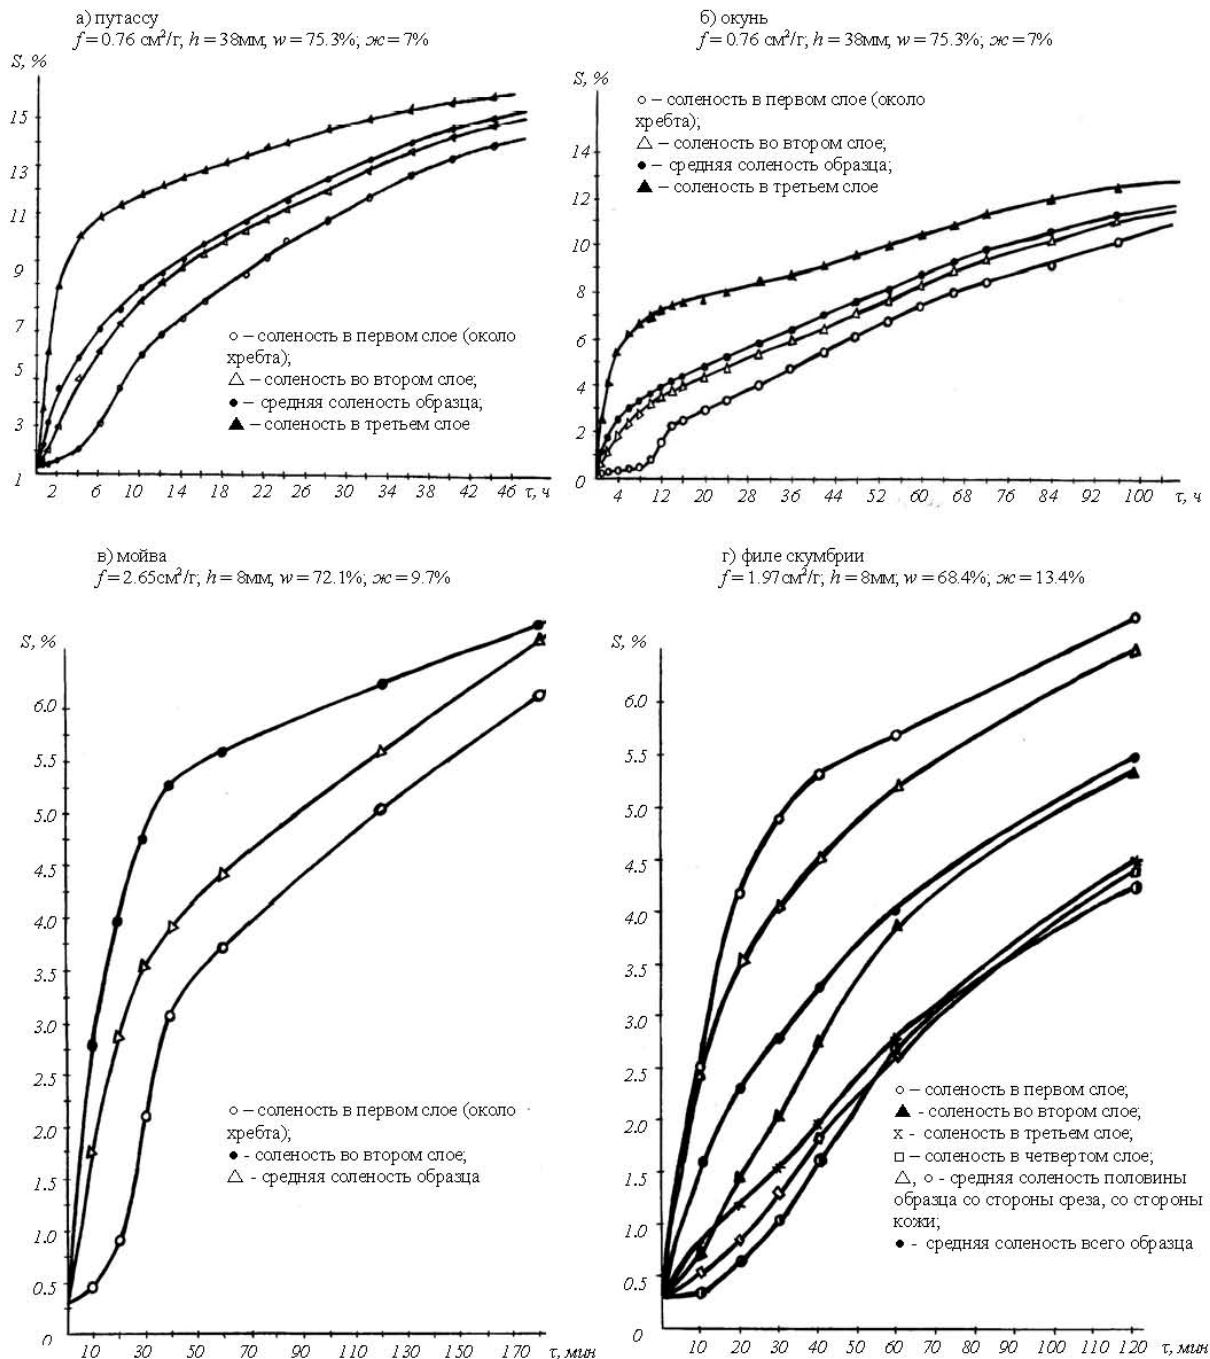 а) путассу
f = 0.76 см²/г, h = 38мм, w = 75.3%; ж = 7%
S, %
15
13
11
9
7
5
3
1
2 6 10 14 18 22 26 30 34 38 42 46 τ, ч
○ – соленость в первом слое (около
хребта);
△ – соленость во втором слое;
● – средняя соленость образца;
▲ – соленость в третьем слое
б) окунь
f = 0.76 см²/г, h = 38мм, w = 75.3%; ж = 7%
S, %
○ – соленость в первом слое (около
хребта);
△ – соленость во втором слое;
● – средняя соленость образца;
▲ – соленость в третьем слое
14
12
10
8
6
4
2
0
4 12 20 28 36 44 52 60 68 76 84 92 100 τ, ч
в) мойва
f = 2.65см²/г; h = 8мм; w = 72.1%; ж = 9.7%
S, %
6.0
5.5
5.0
4.5
4.0
3.5
3.0
2.5
2.0
1.5
1.0
0.5
0
10 30 50 70 90 110 130 150 170 τ, мин
○ – соленость в первом слое (около
хребта);
● - соленость во втором слое;
△ - средняя соленость образца
г) филе скумбрии
f = 1.97см²/г; h = 8мм, w = 68.4%; ж = 13.4%
S, %
6.0
5.5
5.0
4.5
4.0
3.5
3.0
2.5
2.0
1.5
1.0
0.5
0
10 20 30 40 50 60 70 80 90 100 110 120 τ, мин
○ – соленость в первом слое;
▲ - соленость во втором слое;
x - соленость в третьем слое;
□ – соленость в четвертом слое;
△, ○ - средняя соленость половины
образца со стороны среза, со стороны
кожи;
● - средняя соленость всего образца